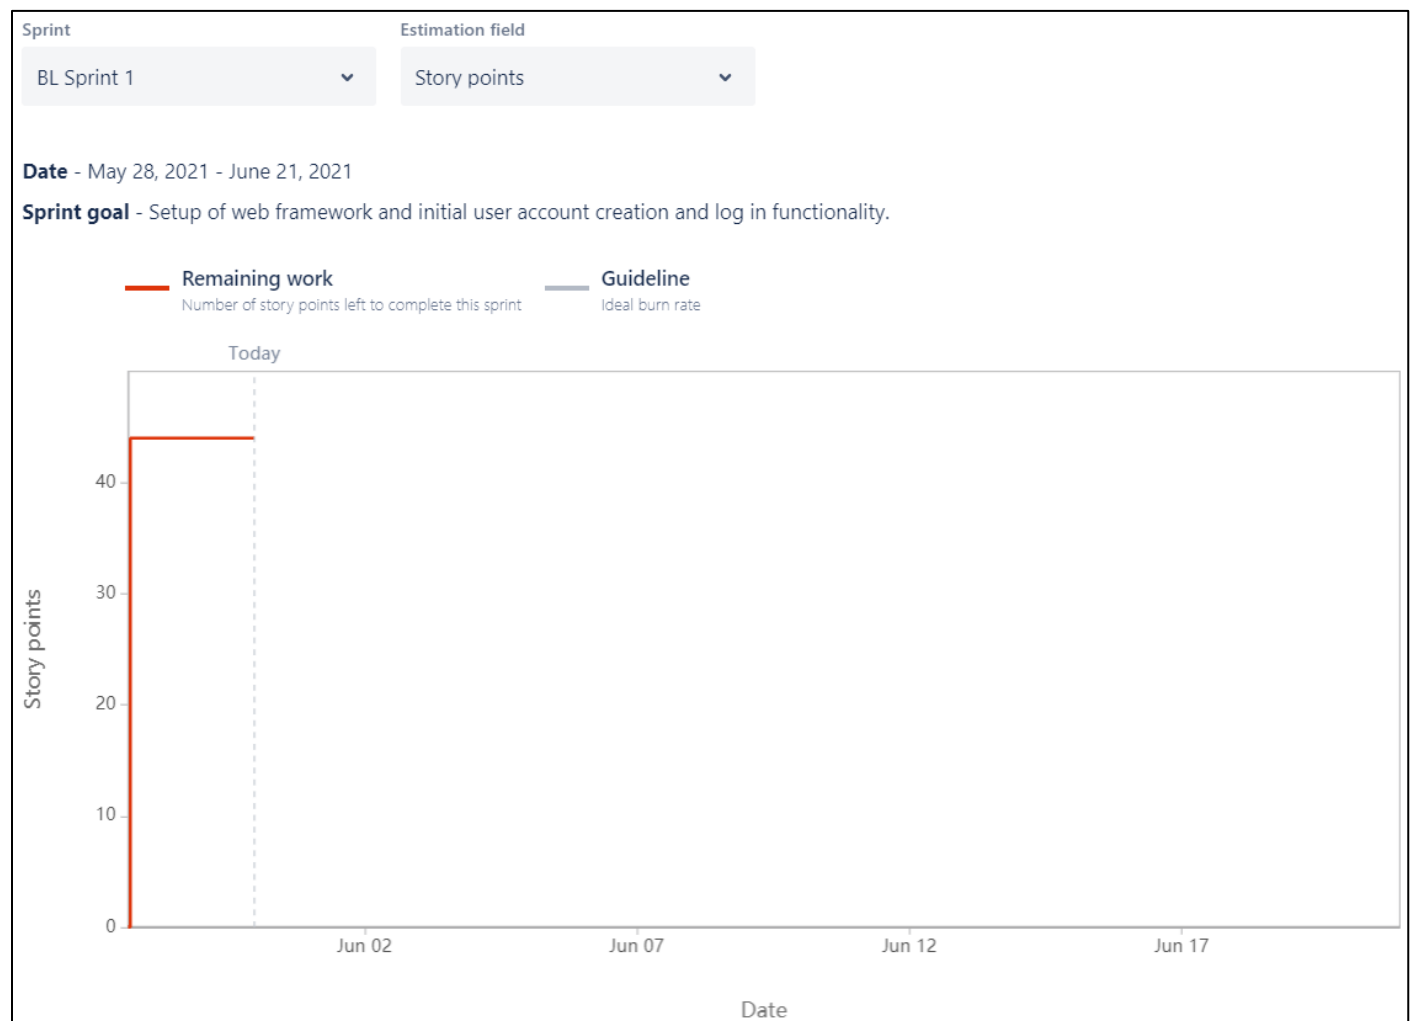 Sprint
Estimation field
BL Sprint 1
Story points
Date - May 28, 2021 - June 21, 2021
Sprint goal - Setup of web framework and initial user account creation and log in functionality.
Remaining work
Number of story points left to complete this sprint
Guideline
Ideal burn rate
Today
40
30
20
10
0
Story points
Jun 02
Jun 07
Jun 12
Jun 17
Date